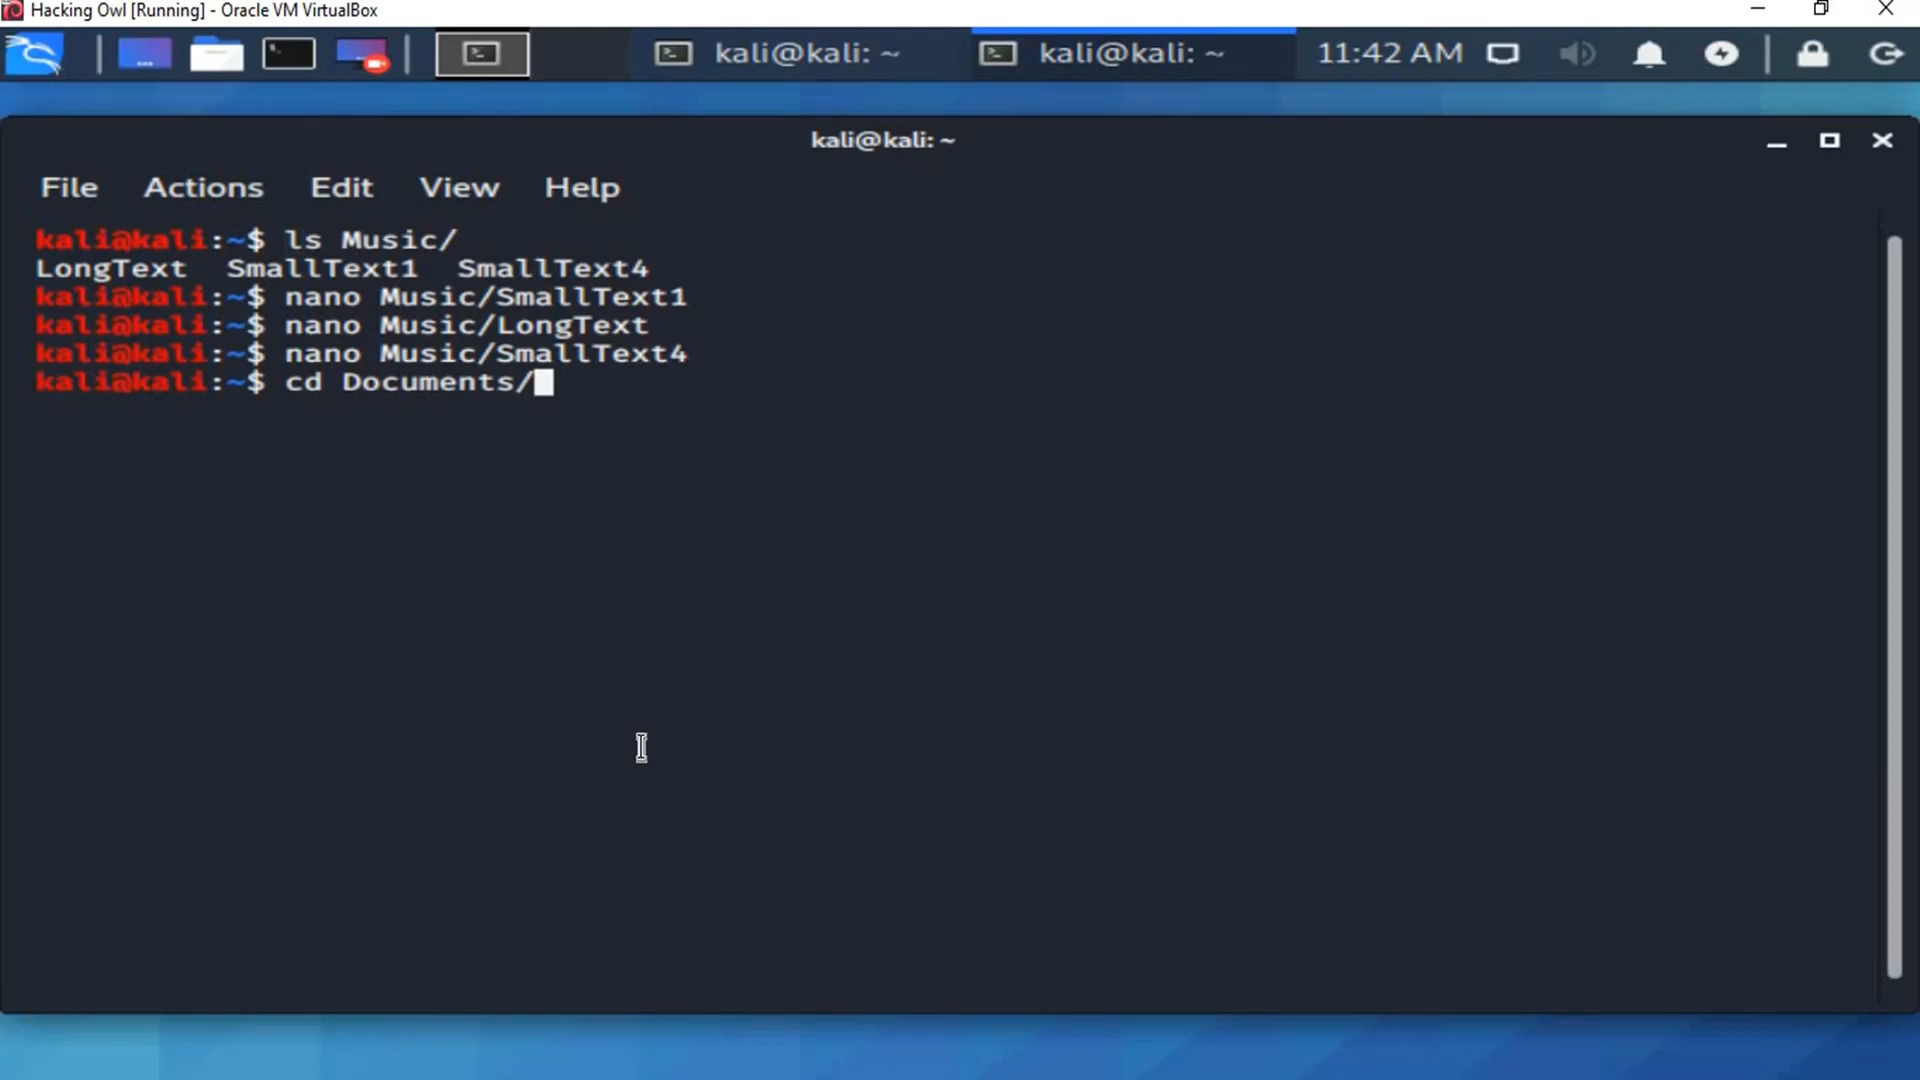 Hacking Owl [Running] - Oracle VM VirtualBox
kali@kali: ~ kali@kali: ~ 11:42 AM
kali@kali: ~
File Actions Edit View Help
kali@kali:~$ ls Music/
LongText SmallText1 SmallText4
kali@kali:~$ nano Music/SmallText1
kali@kali:~$ nano Music/LongText
kali@kali:~$ nano Music/SmallText4
kali@kali:~$ cd Documents/